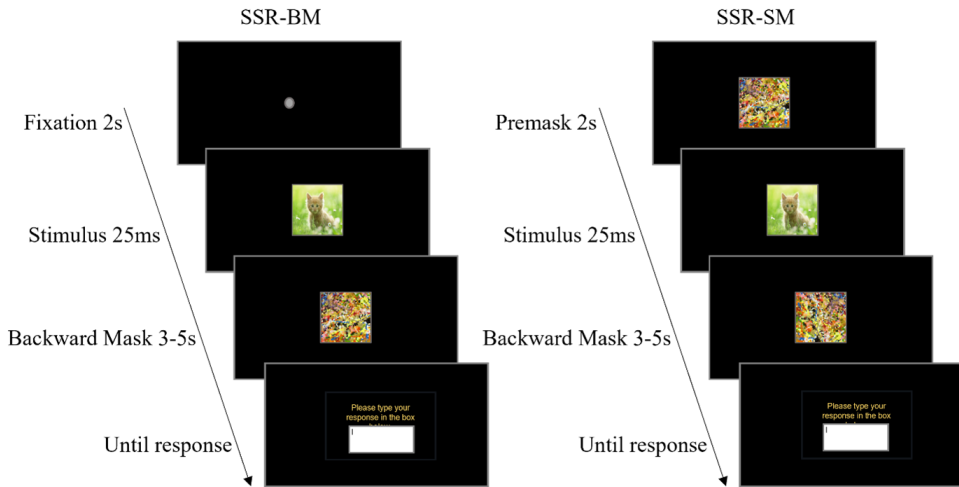 SSR-BM
Fixation 2s
Stimulus 25ms
Backward Mask 3-5s
Please type your
response in the box
Until response
SSR-SM
Premask 2s
Stimulus 25ms
Backward Mask 3-5s
Please type your
response in the box
Until response